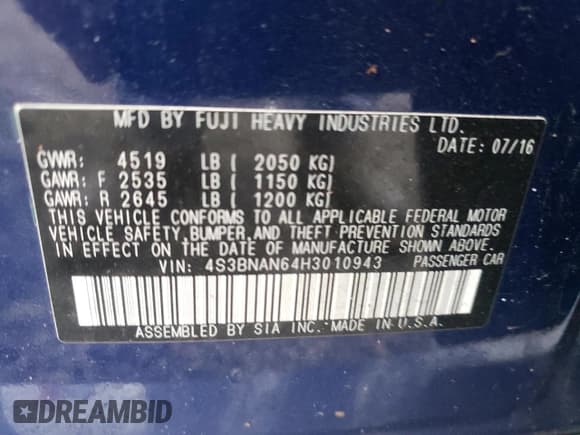 MFD BY FUJI HEAVY INDUSTRIES LTD.
DATE: 07/16
GVWR: 4519 LB ( 2050 KG)
GAWR: F 2535 LB ( 1150 KG)
GAWR: R 2645 LB ( 1200 KG)
THIS VEHICLE CONFORMS TO ALL APPLICABLE FEDERAL MOTOR
VEHICLE SAFETY, BUMPER, AND THEFT PREVENTION STANDARDS
IN EFFECT ON THE DATE OF MANUFACTURE SHOWN ABOVE.
VIN: 4S3BNAN64H3010943 PASSENGER CAR
ASSEMBLED BY SIA INC. MADE IN U.S.A.
DREAMBID